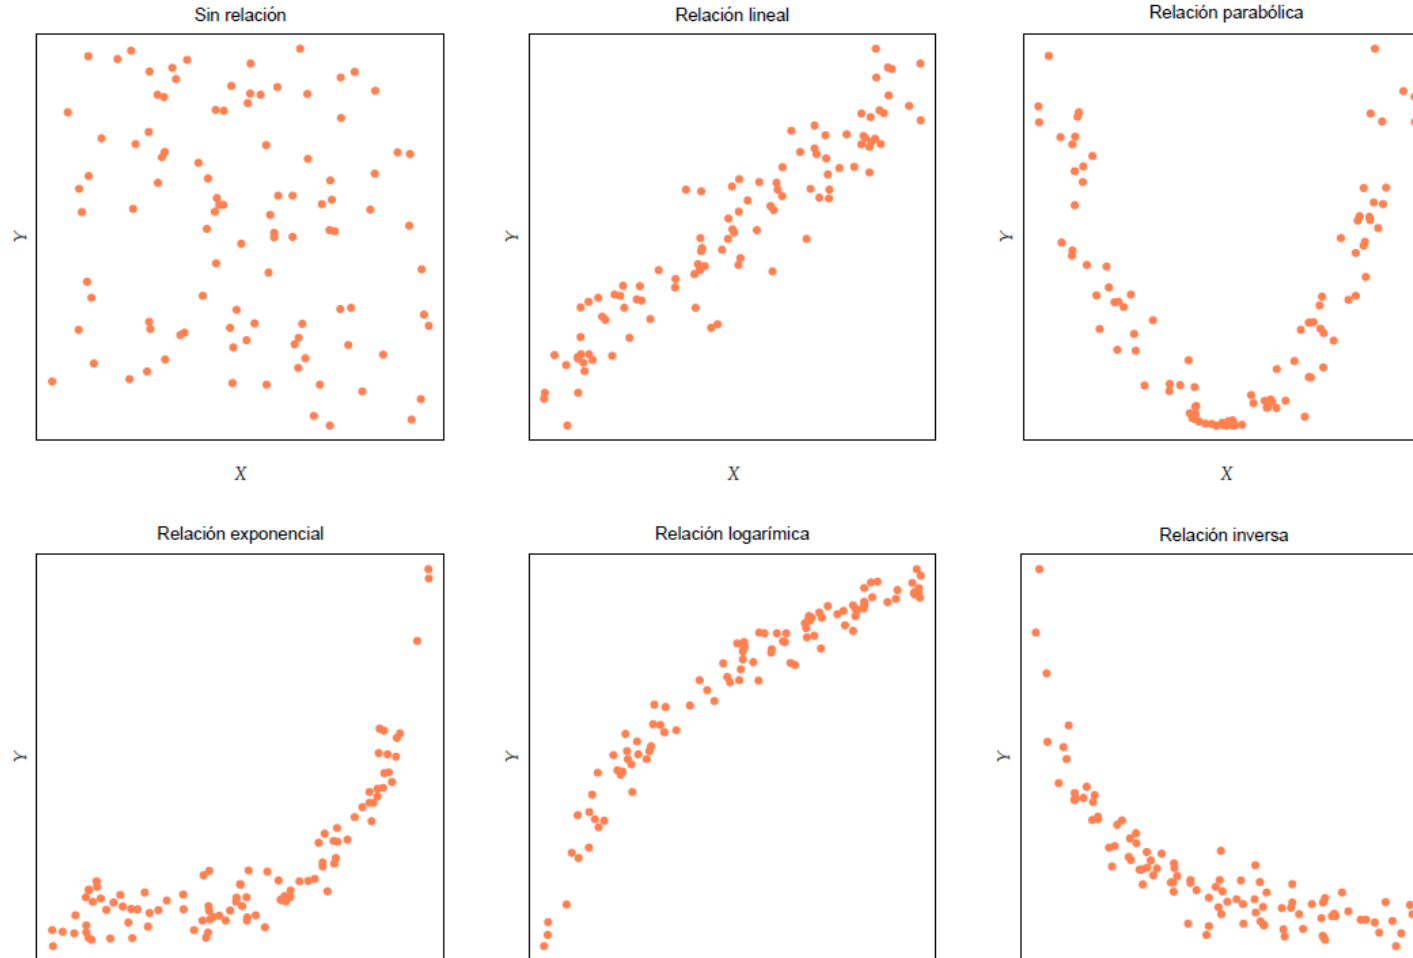 Sin relación
Relación lineal
Relación parabólica
Y
Y
Y
X
X
X
Relación exponencial
Relación logarímica
Relación inversa
Y
Y
Y